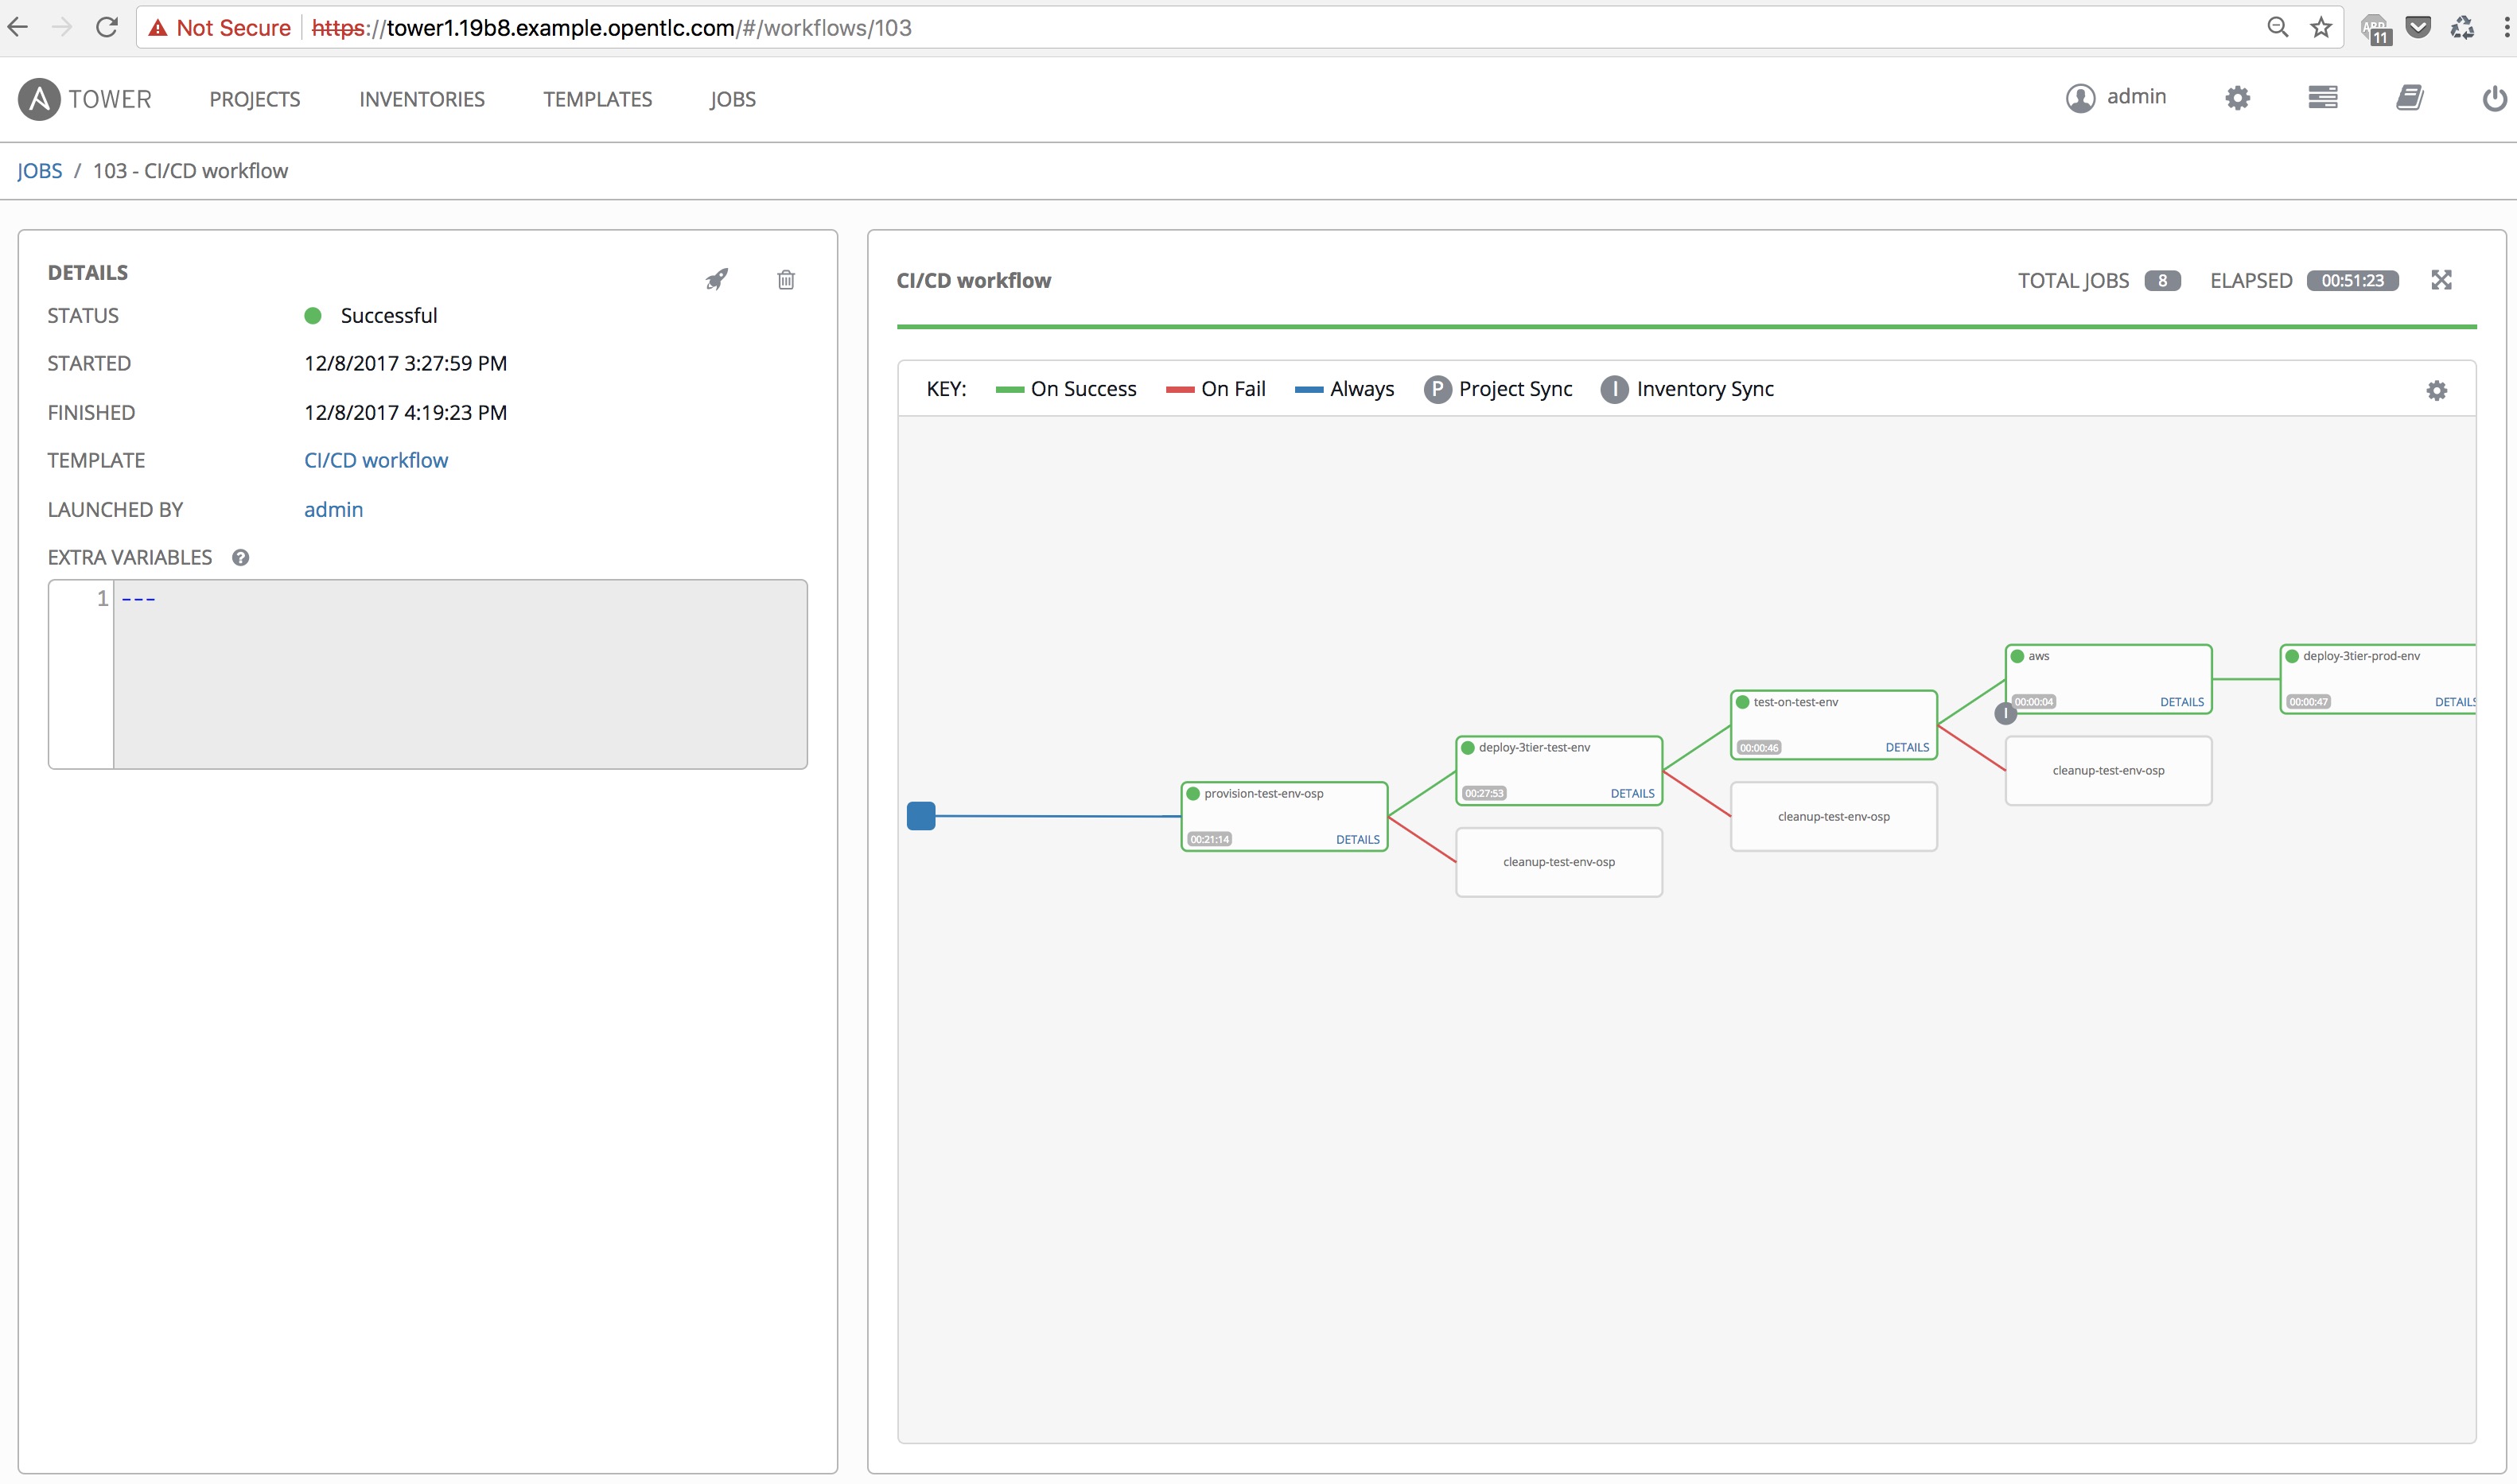 Not Secure https://tower1.19b8.example.opentlc.com/#/workflows/103
11
A TOWER PROJECTS INVENTORIES TEMPLATES JOBS admin
JOBS / 103 - CI/CD workflow
DETAILS
STATUS Successful
STARTED 12/8/2017 3:27:59 PM
FINISHED 12/8/2017 4:19:23 PM
TEMPLATE CI/CD workflow
LAUNCHED BY admin
EXTRA VARIABLES ?
1 ---
CI/CD workflow TOTAL JOBS 8 ELAPSED 00:51:23
KEY: On Success On Fail Always P Project Sync I Inventory Sync
provision-test-env-osp
00:21:14 DETAILS
deploy-3tier-test-env
00:27:53 DETAILS
cleanup-test-env-osp
test-on-test-env
00:00:46 DETAILS
cleanup-test-env-osp
aws
00:00:04 DETAILS
I
cleanup-test-env-osp
deploy-3tier-prod-env
00:00:47 DETAILS